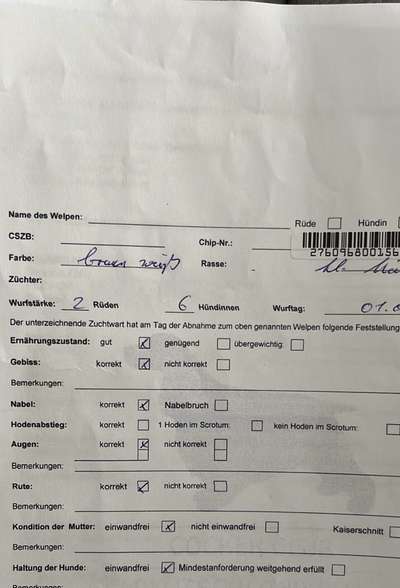 Name des Welpen:
Rüde Hündin
CSZB: Chip-Nr.:
276096800156
Farbe: braun weiß Rasse:
Züchter:
Wurfstärke: 2 Rüden 6 Hündinnen Wurftag: 01.0
Der unterzeichnende Zuchtwart hat am Tag der Abnahme zum oben genannten Welpen folgende Feststellung
Ernährungszustand: gut genügend übergewichtig:
Gebiss: korrekt nicht korrekt
Bemerkungen:
Nabel: korrekt Nabelbruch
Hodenabstieg: korrekt 1 Hoden im Scrotum: kein Hoden im Scrotum:
Augen: korrekt nicht korrekt
Bemerkungen:
Rute: korrekt nicht korrekt
Bemerkungen:
Kondition der Mutter: einwandfrei nicht einwandfrei Kaiserschnitt
Bemerkungen:
Haltung der Hunde: einwandfrei Mindestanforderung weitgehend erfüllt
Bemerkungen: